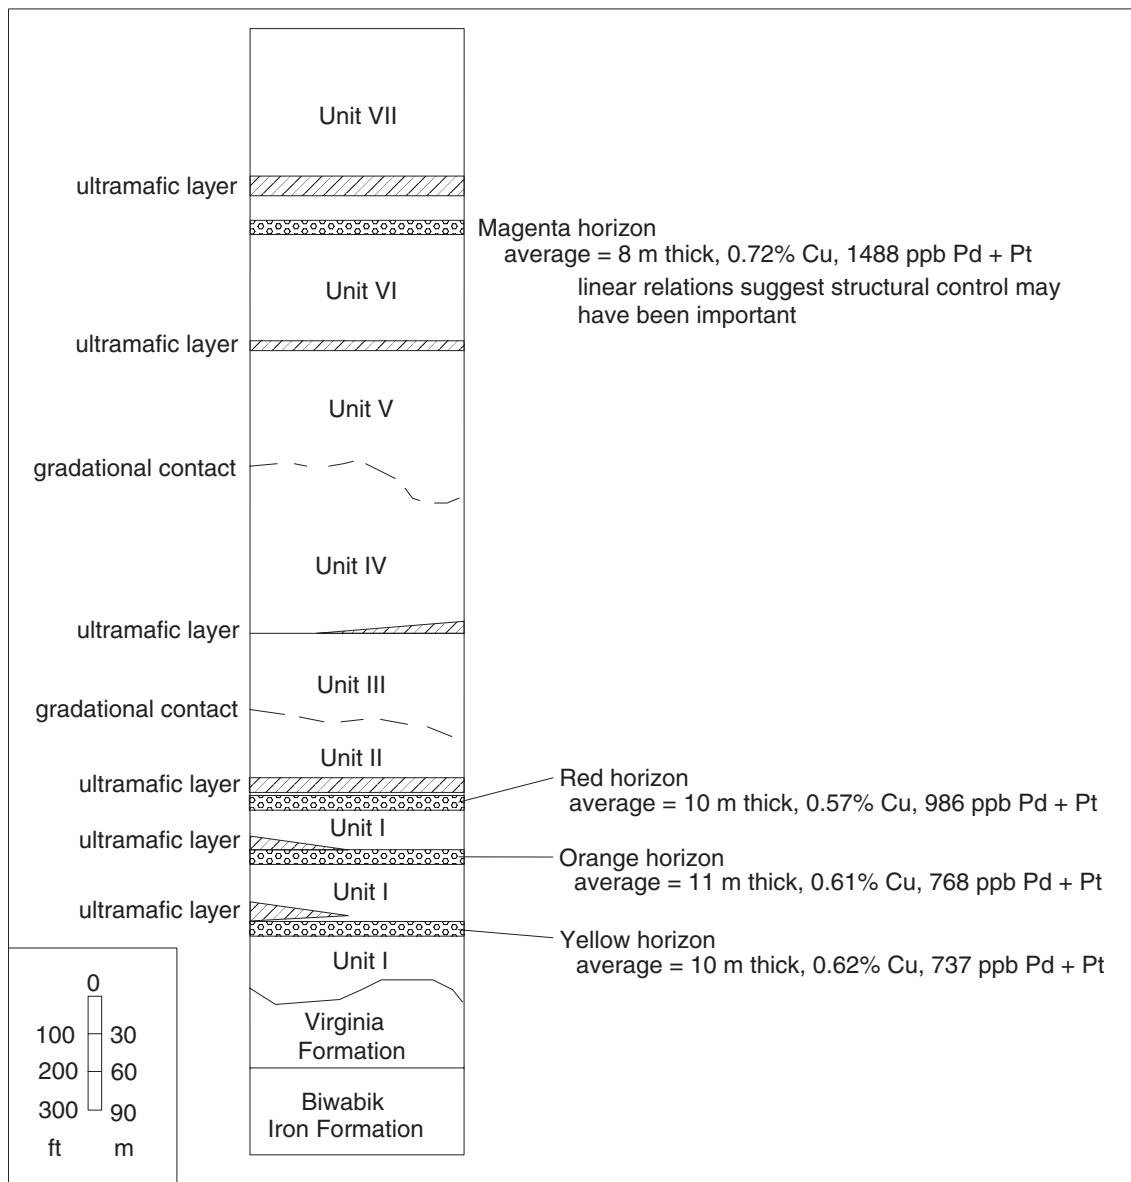 Unit VII
ultramafic layer
Magenta horizon
average = 8 m thick, 0.72% Cu, 1488 ppb Pd + Pt
linear relations suggest structural control may
have been important
Unit VI
ultramafic layer
Unit V
gradational contact
Unit IV
ultramafic layer
Unit III
gradational contact
Unit II
ultramafic layer
Red horizon
average = 10 m thick, 0.57% Cu, 986 ppb Pd + Pt
Unit I
ultramafic layer
Orange horizon
average = 11 m thick, 0.61% Cu, 768 ppb Pd + Pt
Unit I
ultramafic layer
Yellow horizon
average = 10 m thick, 0.62% Cu, 737 ppb Pd + Pt
Unit I
Virginia
Formation
Biwabik
Iron Formation
0
100 30
200 60
300 90
ft m